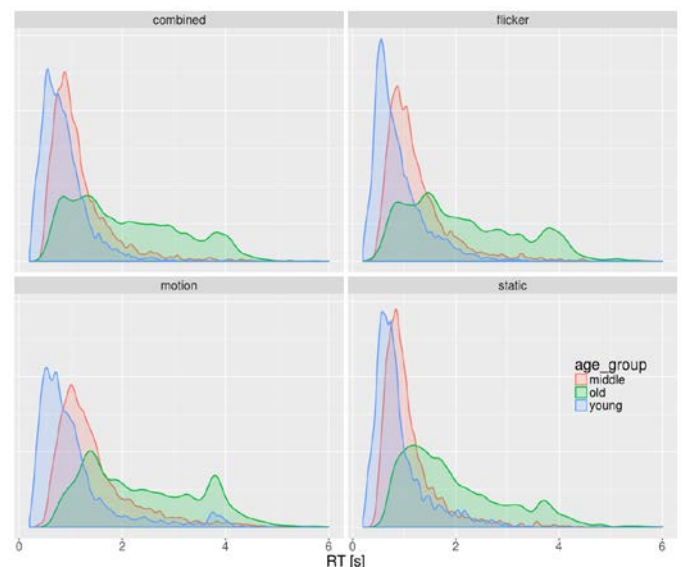 combined
flicker
motion
static
age_group
middle
old
young
0
2
4
6
0
2
4
6
RT [s]